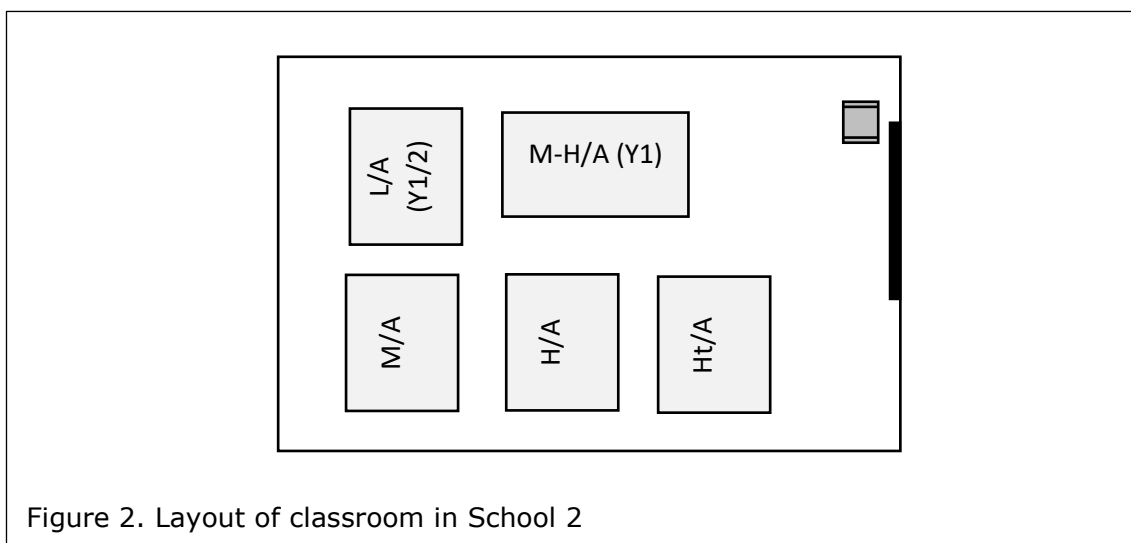 L/A
(Y1/2)
M-H/A (Y1)
M/A
H/A
Ht/A
Figure 2. Layout of classroom in School 2